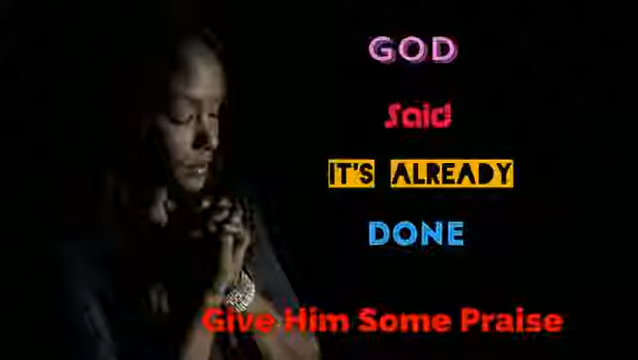 GOD
Said
IT'S ALREADY
DONE
Give Him Some Praise